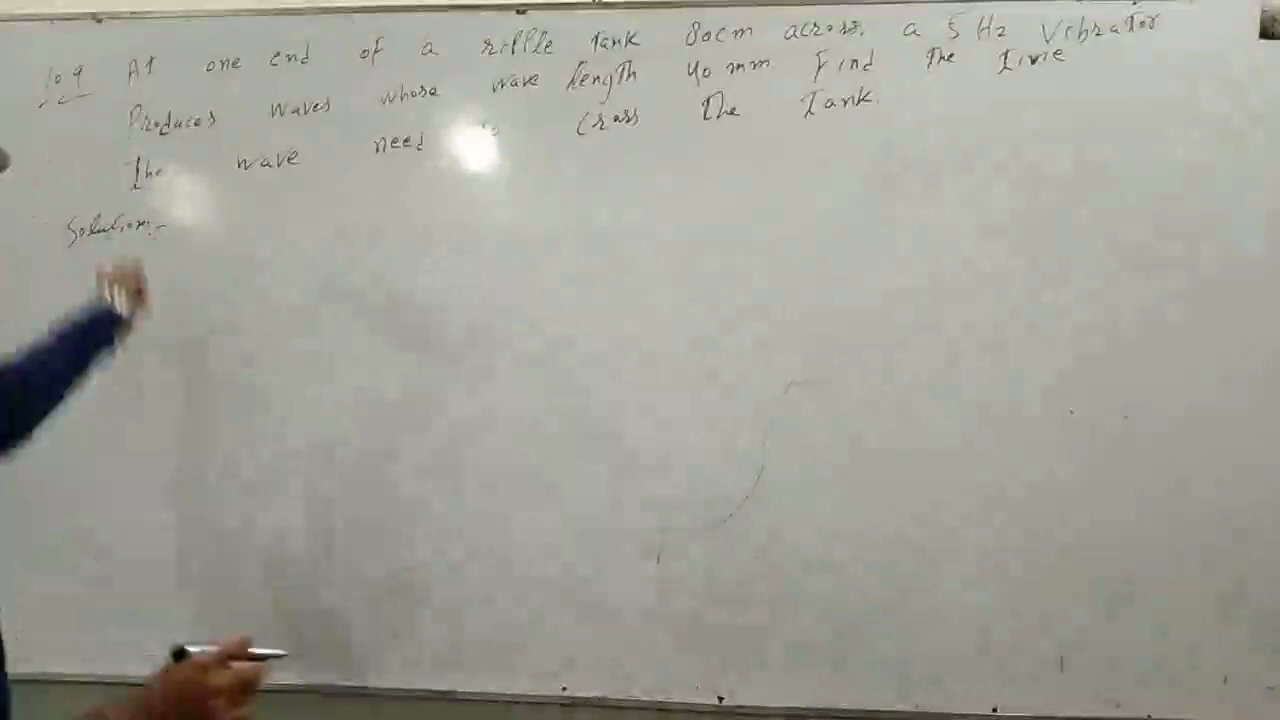 10.9 At one end of a ripple Tank 80cm across. a 5 Hz Vibrator
Produces waves whose wave length 40 mm Find The Time
The wave need to cross The Tank.
Solution:-